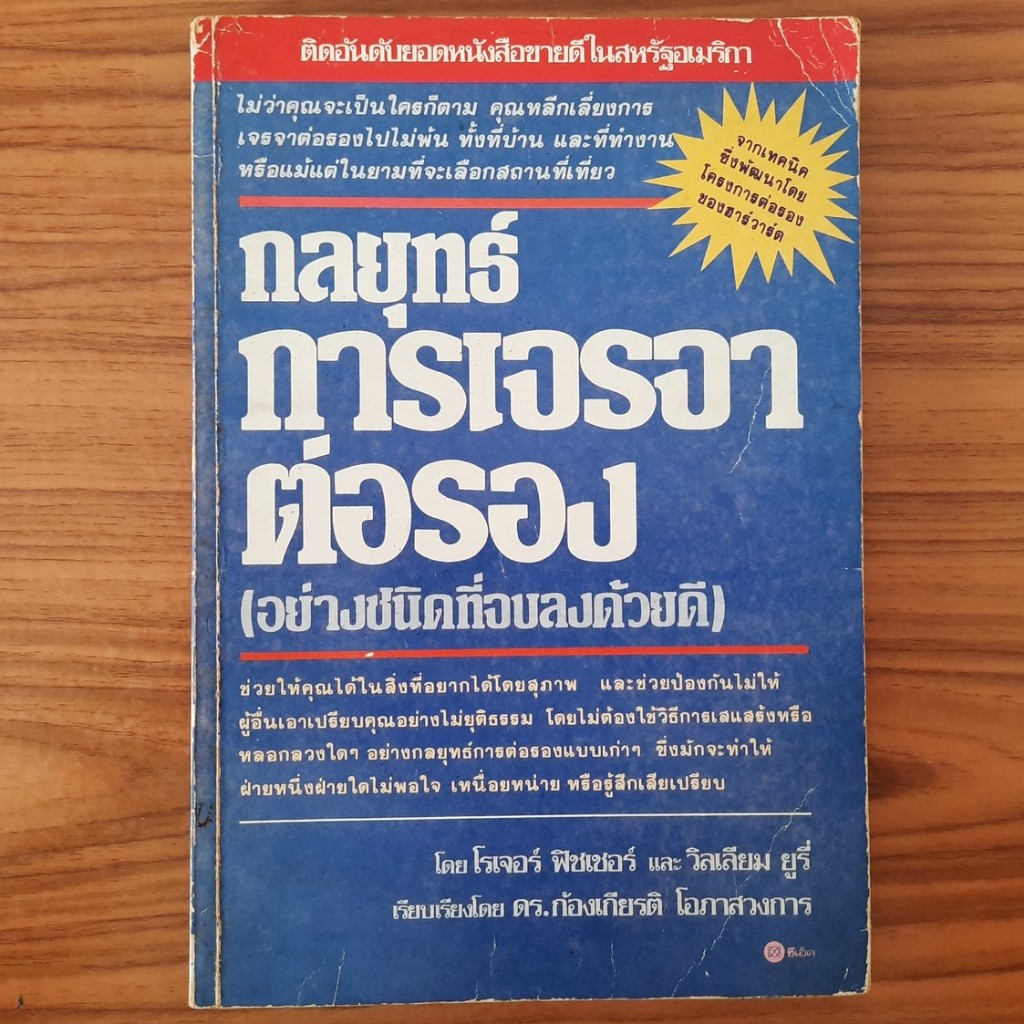 ติดอันดับยอดหนังสือขายดีในสหรัฐอเมริกา
ไม่ว่าคุณจะเป็นใครก็ตาม คุณหลีกเลี่ยงการ
เจรจาต่อรองไปไม่พ้น ทั้งที่บ้าน และที่ทำงาน
หรือแม้แต่ในยามที่จะเลือกสถานที่เที่ยว
จากเทคนิค
ซึ่งพัฒนาโดย
โครงการต่อรอง
ของฮาร์วาร์ด
กลยุทธ์
การเจรจา
ต่อรอง
(อย่างชนิดที่จบลงด้วยดี)
ช่วยให้คุณได้ในสิ่งที่อยากได้โดยสุภาพ และช่วยป้องกันไม่ให้
ผู้อื่นเอาเปรียบคุณอย่างไม่ยุติธรรม โดยไม่ต้องใช้วิธีการเสแสร้งหรือ
หลอกลวงใดๆ อย่างกลยุทธ์การต่อรองแบบเก่าๆ ซึ่งมักจะทำให้
ฝ่ายหนึ่งฝ่ายใดไม่พอใจ เหนื่อยหน่าย หรือรู้สึกเสียเปรียบ
โดย โรเจอร์ ฟิชเชอร์ และ วิลเลียม ยูรี่
เรียบเรียงโดย ดร.ก้องเกียรติ โอภาสวงการ
ซีเอ็ด